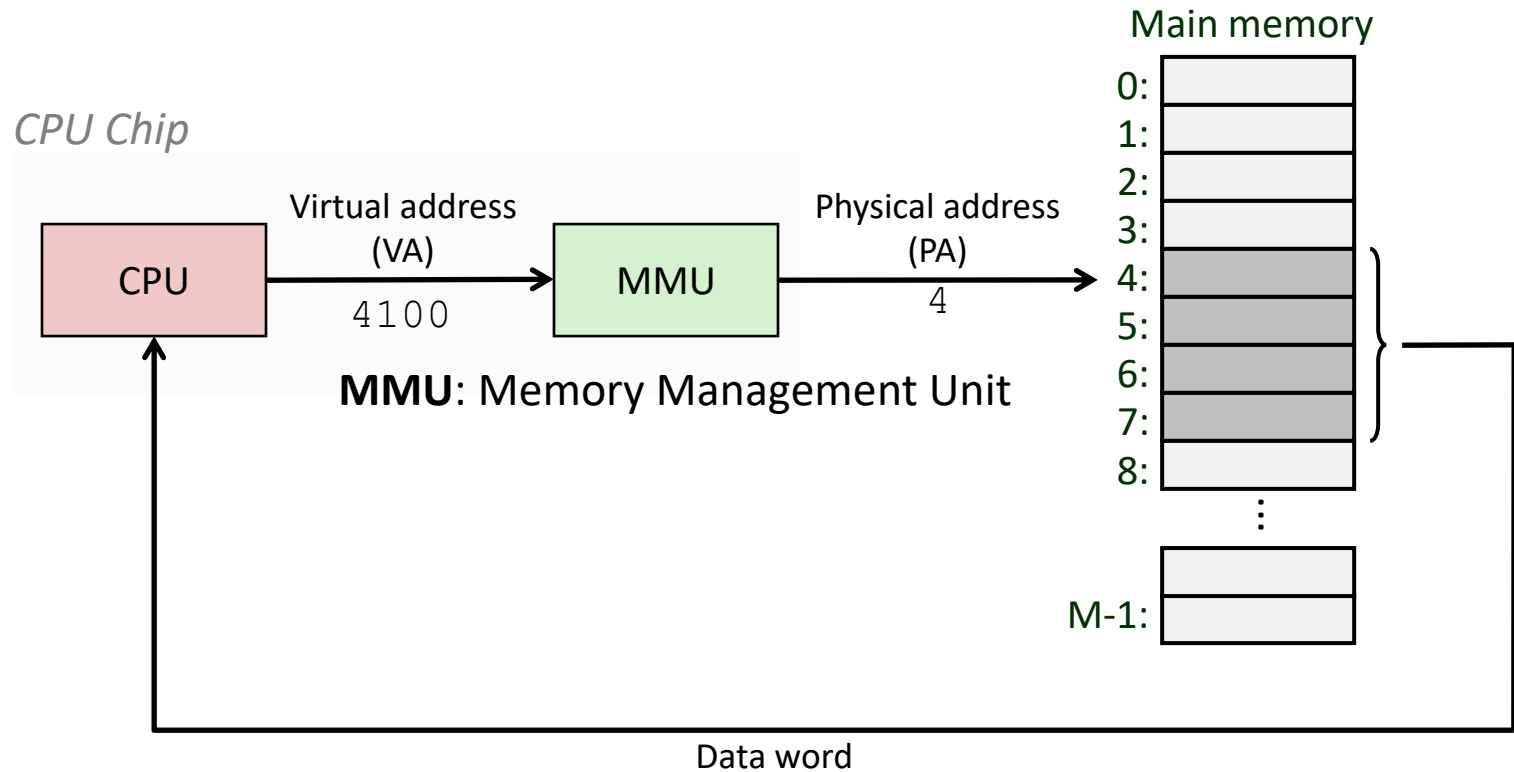 Main memory
CPU Chip
0:
1:
2:
3:
4:
5:
6:
7:
8:
⋮
M-1:
CPU
Virtual address
(VA)
4100
MMU
Physical address
(PA)
4
MMU: Memory Management Unit
Data word